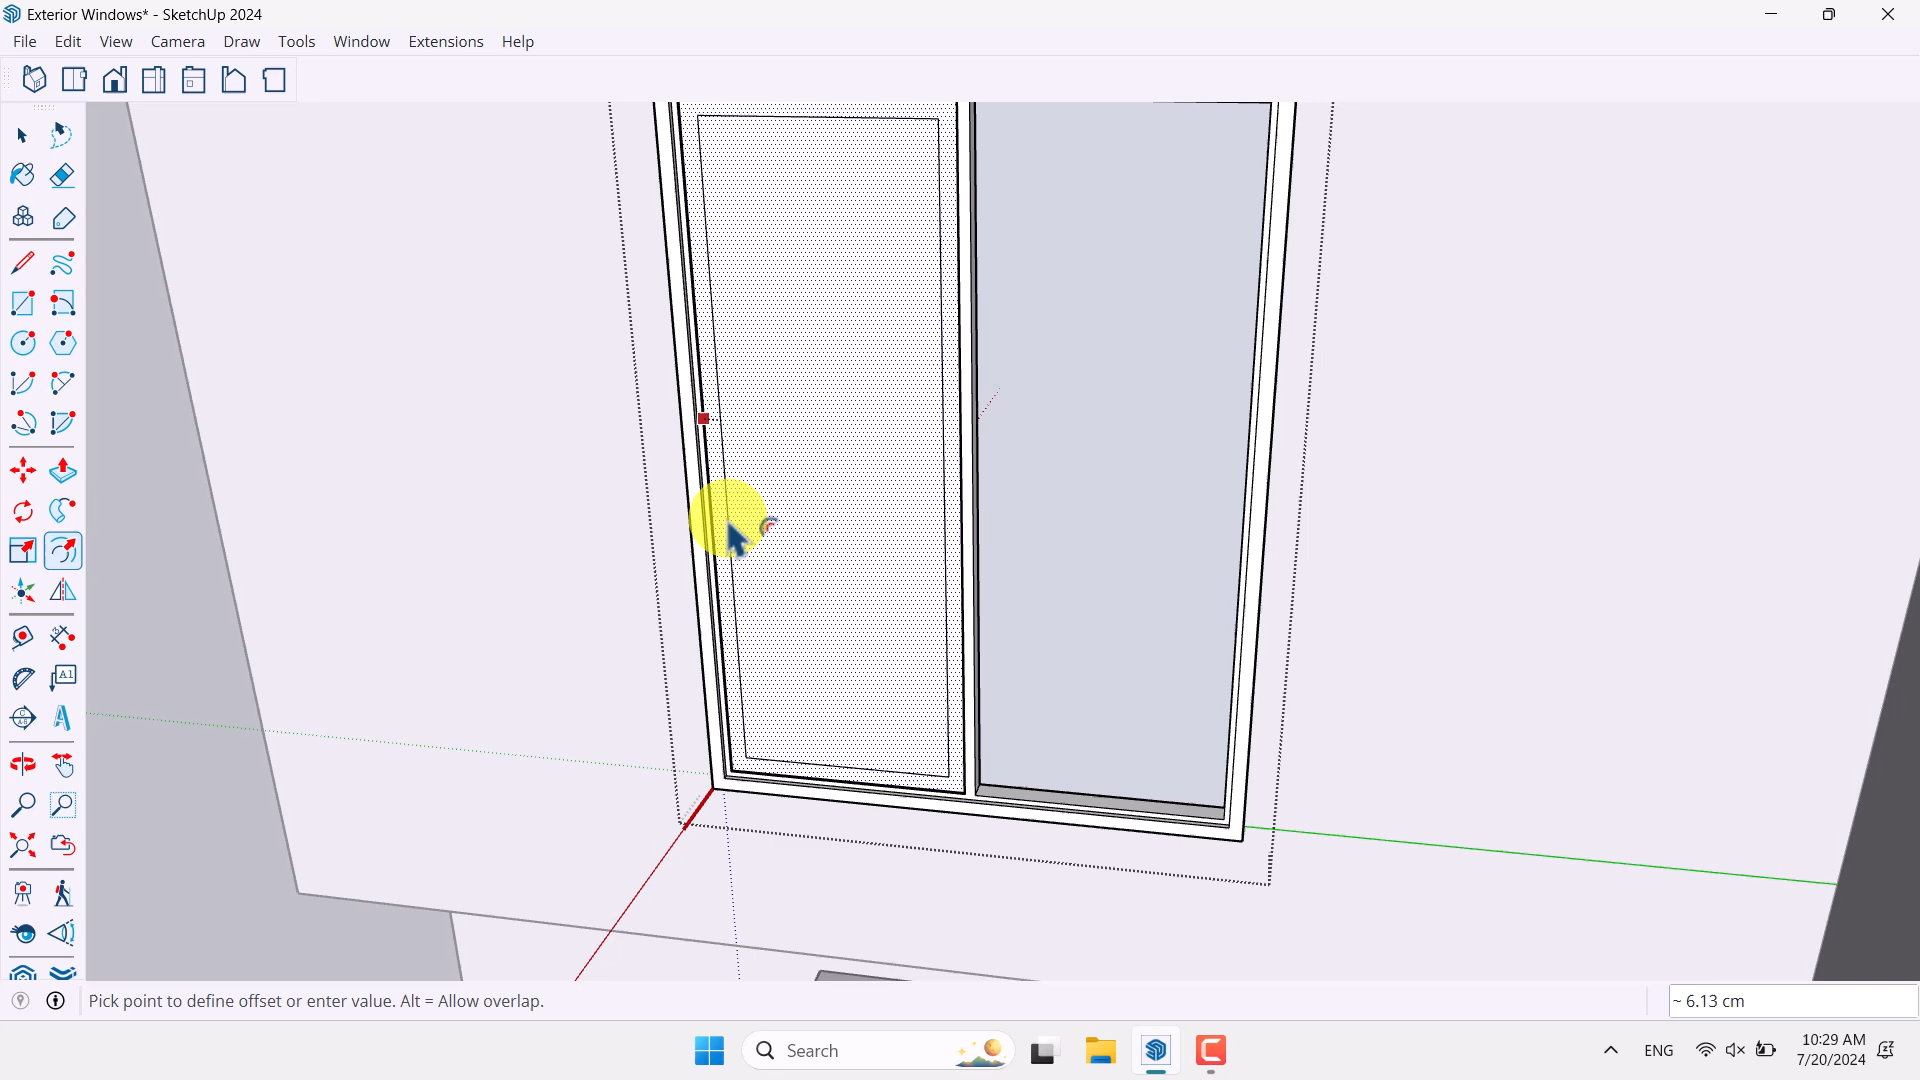 Exterior Windows* - SketchUp 2024
File Edit View Camera Draw Tools Window Extensions Help
A1
Pick point to define offset or enter value. Alt = Allow overlap.
~ 6.13 cm
Search
ENG
10:29 AM
7/20/2024